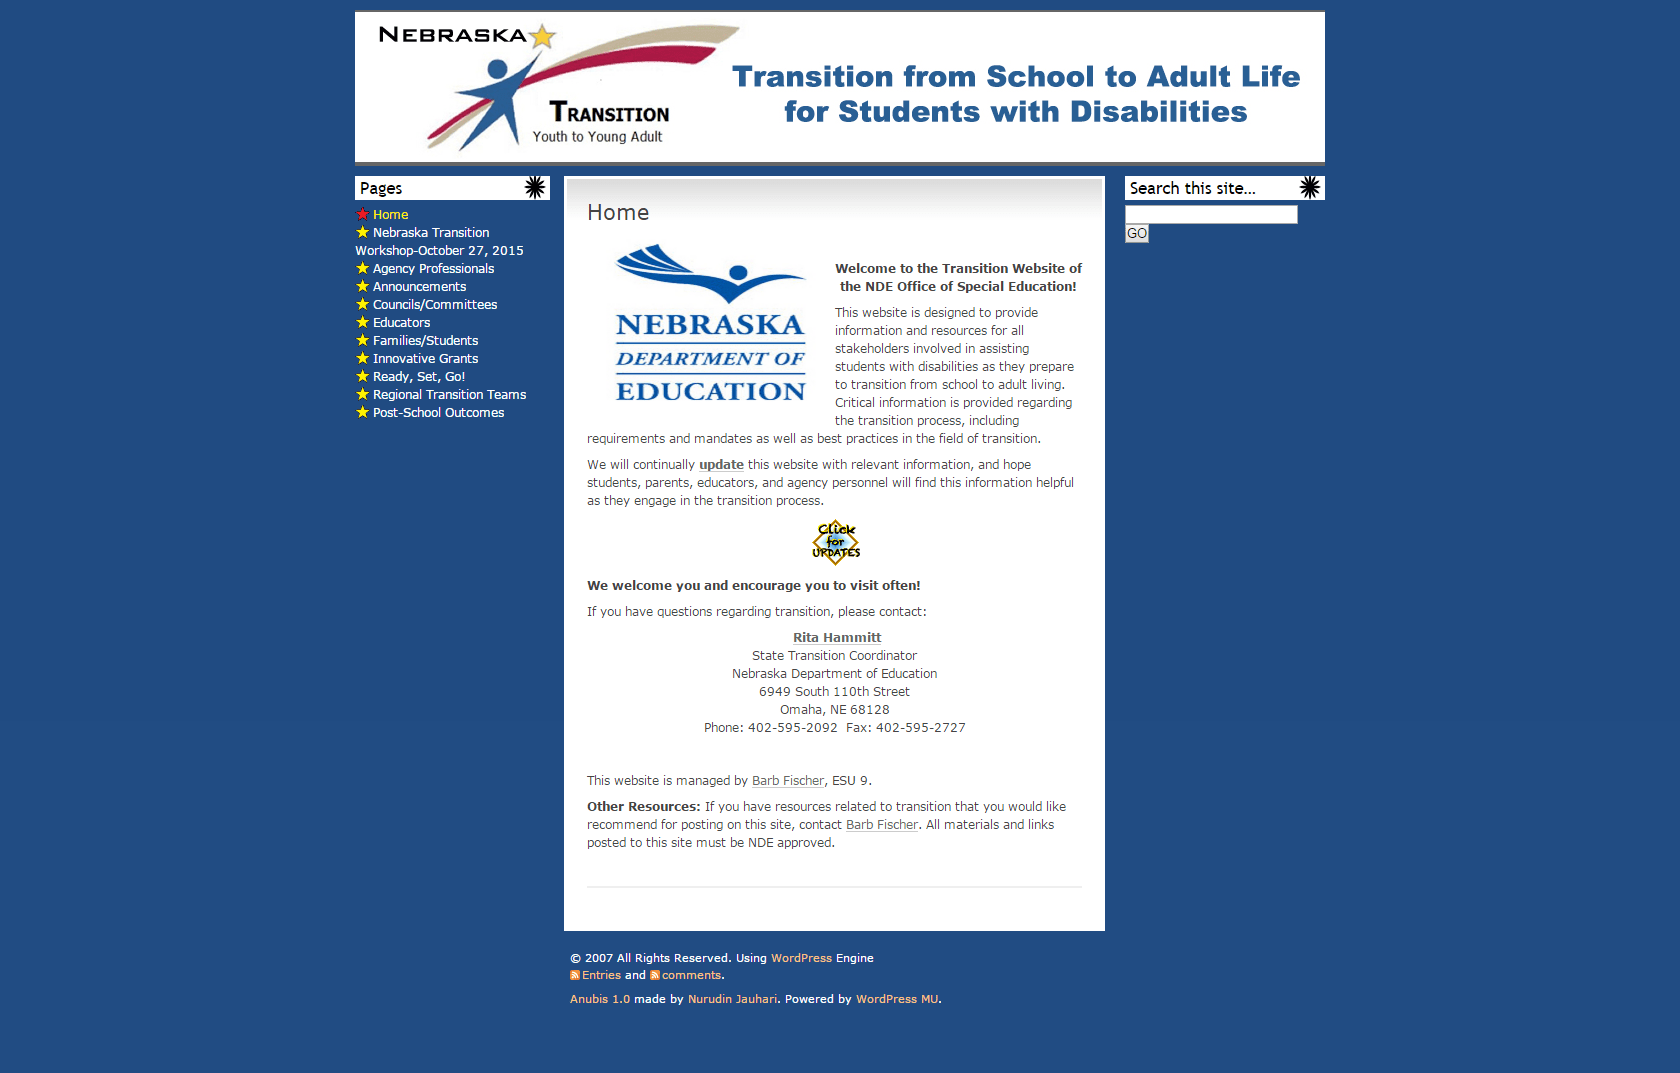 NEBRASKA
TRANSITION
Youth to Young Adult
Transition from School to Adult Life
for Students with Disabilities
Pages
Home
Nebraska Transition
Workshop-October 27, 2015
Agency Professionals
Announcements
Councils/Committees
Educators
Families/Students
Innovative Grants
Ready, Set, Go!
Regional Transition Teams
Post-School Outcomes
Home
NEBRASKA
DEPARTMENT OF
EDUCATION
Welcome to the Transition Website of
the NDE Office of Special Education!
This website is designed to provide
information and resources for all
stakeholders involved in assisting
students with disabilities as they prepare
to transition from school to adult living.
Critical information is provided regarding
the transition process, including
requirements and mandates as well as best practices in the field of transition.
We will continually update this website with relevant information, and hope
students, parents, educators, and agency personnel will find this information helpful
as they engage in the transition process.
Click
for
UPDATES
We welcome you and encourage you to visit often!
If you have questions regarding transition, please contact:
Rita Hammitt
State Transition Coordinator
Nebraska Department of Education
6949 South 110th Street
Omaha, NE 68128
Phone: 402-595-2092  Fax: 402-595-2727
This website is managed by Barb Fischer, ESU 9.
Other Resources: If you have resources related to transition that you would like
recommend for posting on this site, contact Barb Fischer. All materials and links
posted to this site must be NDE approved.
Search this site...
GO
© 2007 All Rights Reserved. Using WordPress Engine
Entries and comments.
Anubis 1.0 made by Nurudin Jauhari. Powered by WordPress MU.